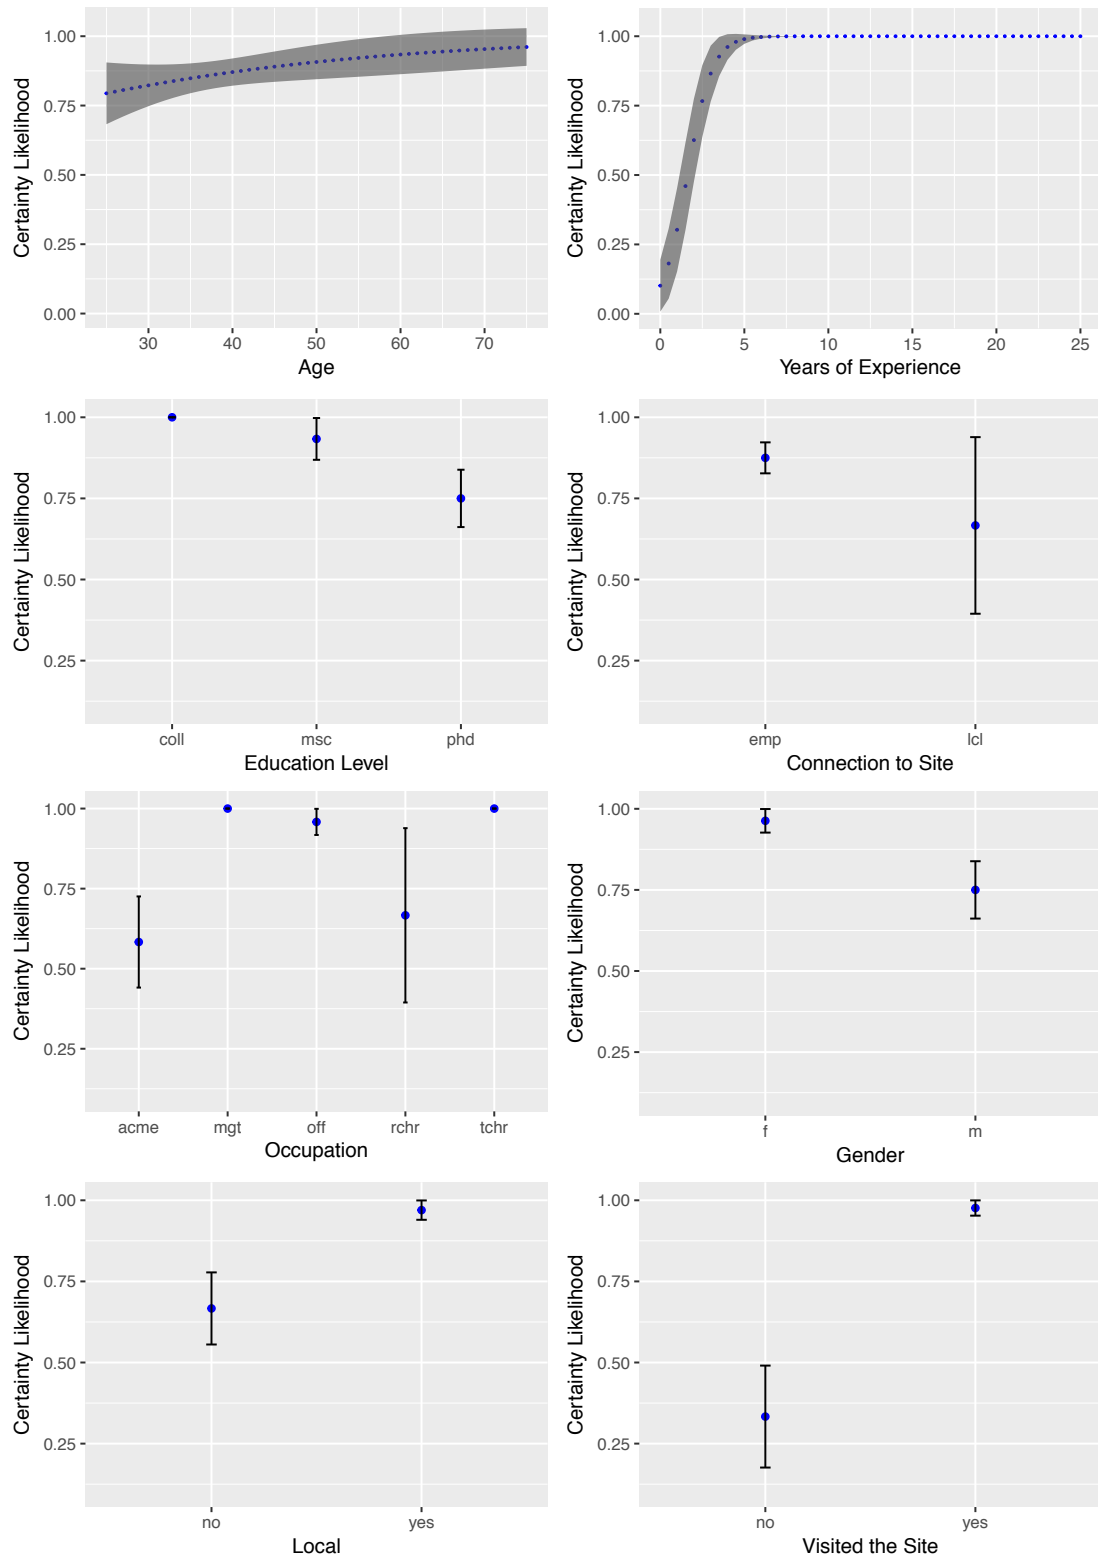 1.00
0.75
0.50
0.25
0.00
Certainty Likelihood
30 40 50 60 70
Age
1.00
0.75
0.50
0.25
0.00
Certainty Likelihood
0 5 10 15 20 25
Years of Experience
1.00
0.75
0.50
0.25
Certainty Likelihood
coll msc phd
Education Level
1.00
0.75
0.50
0.25
Certainty Likelihood
emp lcl
Connection to Site
1.00
0.75
0.50
0.25
Certainty Likelihood
acme mgt off rchr tchr
Occupation
1.00
0.75
0.50
0.25
Certainty Likelihood
f m
Gender
1.00
0.75
0.50
0.25
Certainty Likelihood
no yes
Local
1.00
0.75
0.50
0.25
Certainty Likelihood
no yes
Visited the Site